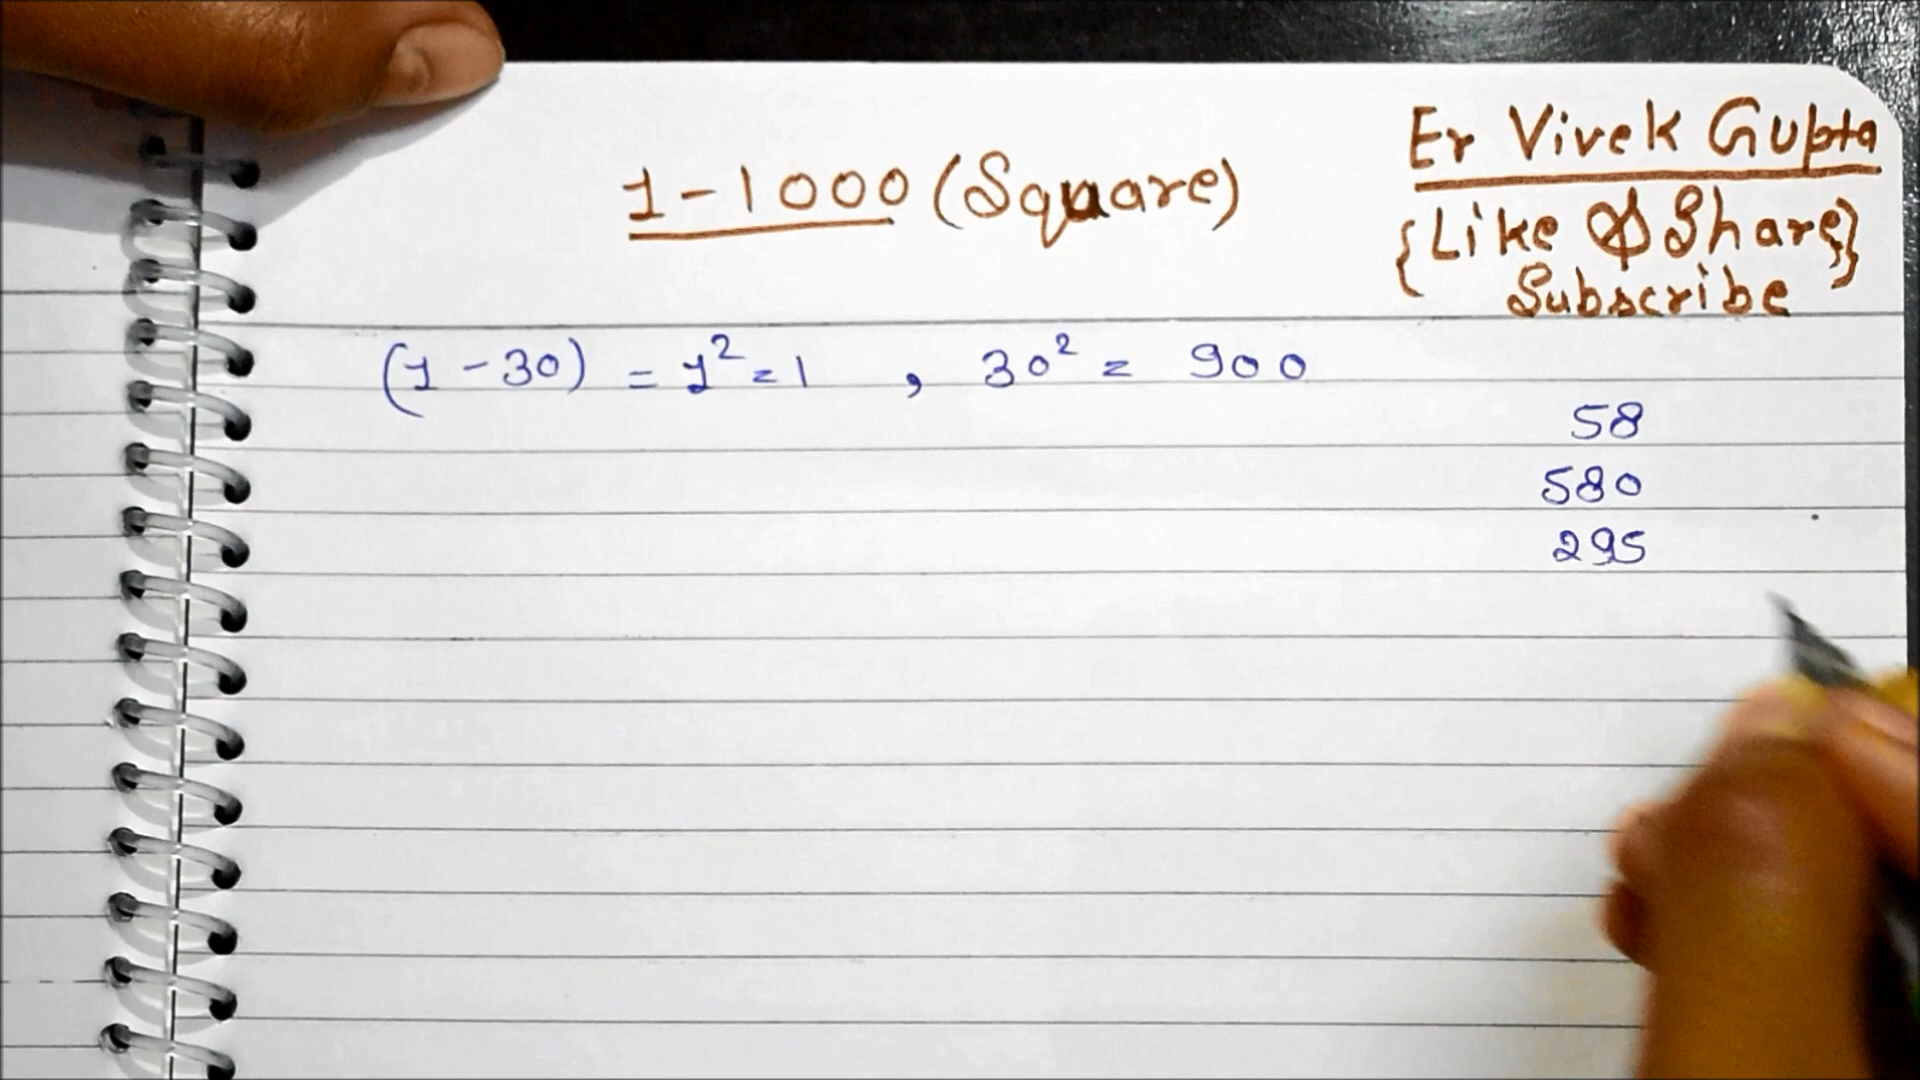 Er Vivek Gupta
1-1000 (Square)
{Like & Share}
Subscribe
(1-30) = 1² = 1 , 30² = 900
58
580
295